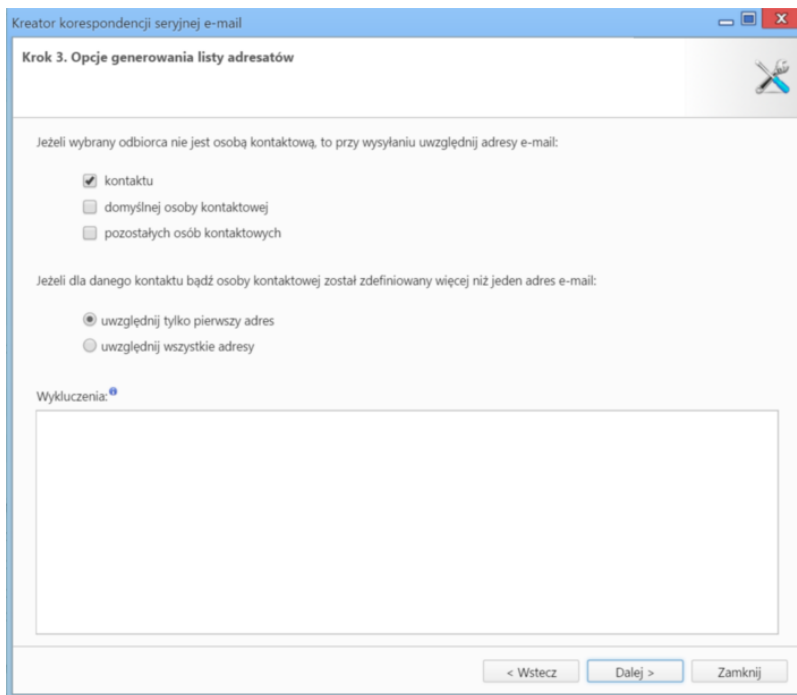 Kreator korespondencji seryjnej e-mail
Krok 3. Opcje generowania listy adresatów
Jeżeli wybrany odbiorca nie jest osobą kontaktową, to przy wysyłaniu uwzględnij adresy e-mail:
kontaktu
domyślnej osoby kontaktowej
pozostałych osób kontaktowych
Jeżeli dla danego kontaktu bądź osoby kontaktowej został zdefiniowany więcej niż jeden adres e-mail:
uwzględnij tylko pierwszy adres
uwzględnij wszystkie adresy
Wykluczenia:
< Wstecz Dalej > Zamknij